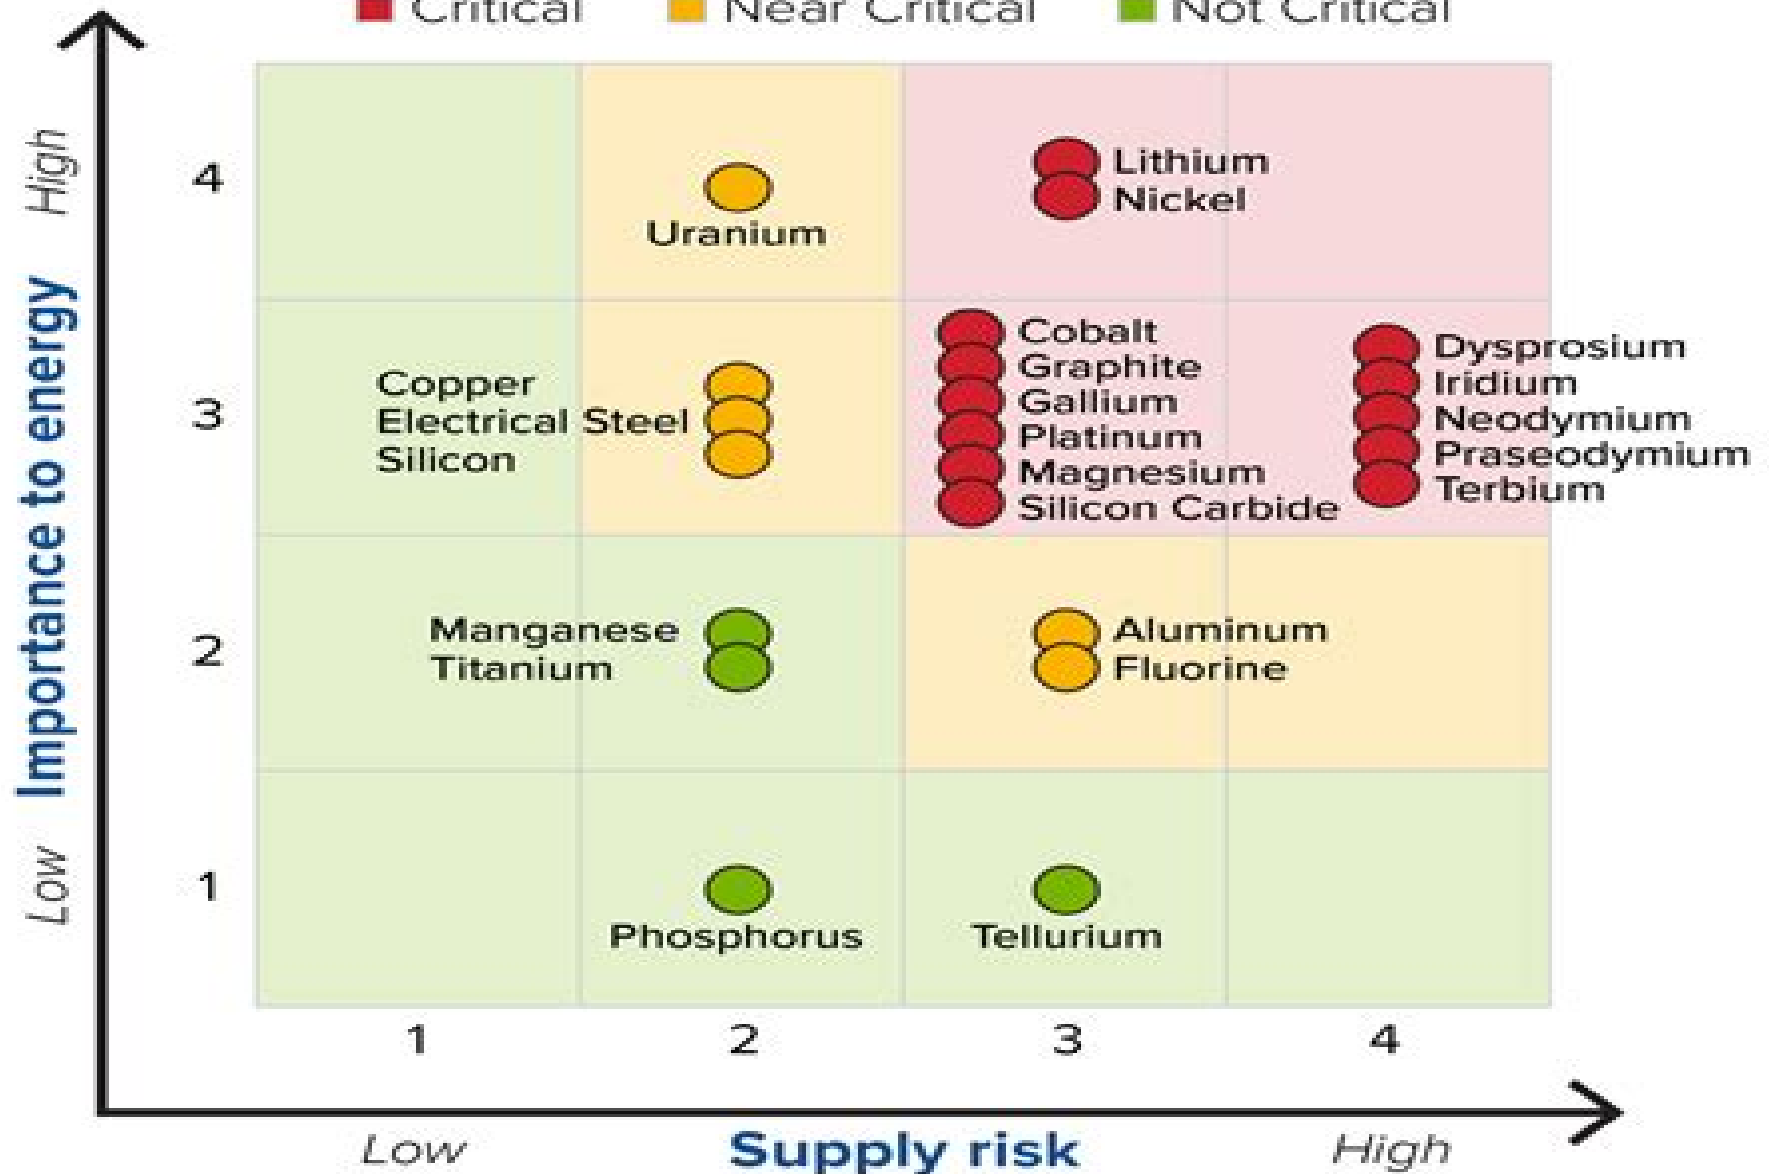 Critical Near Critical Not Critical
High
Importance to energy
Low
4
3
2
1
Uranium
Lithium
Nickel
Copper
Electrical Steel
Silicon
Cobalt
Graphite
Gallium
Platinum
Magnesium
Silicon Carbide
Dysprosium
Iridium
Neodymium
Praseodymium
Terbium
Manganese
Titanium
Aluminum
Fluorine
Phosphorus
Tellurium
1 2 3 4
Low Supply risk High